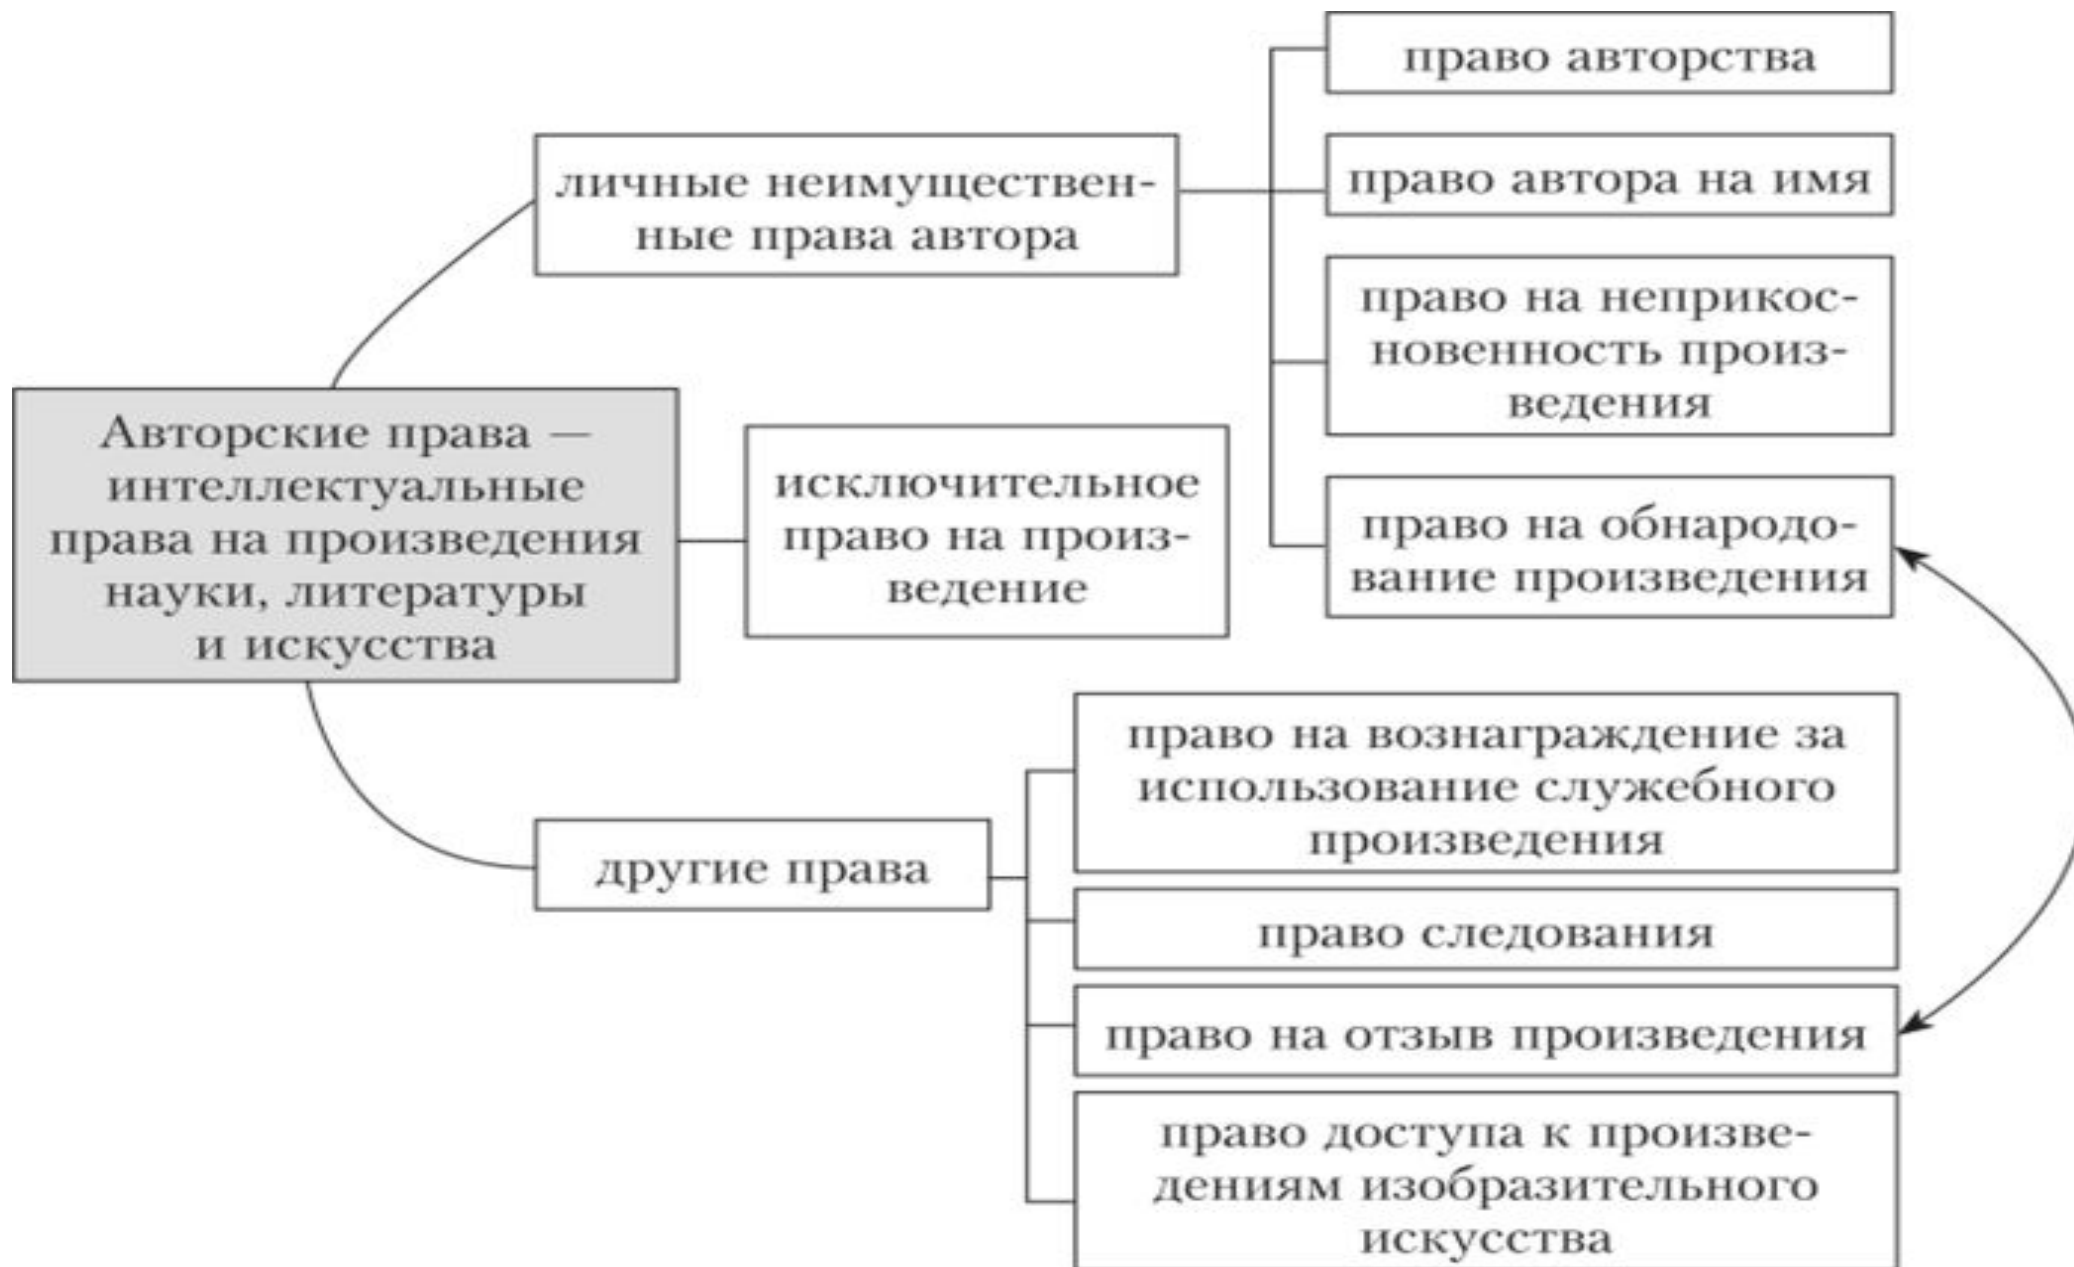 право авторства
личные неимуществен-
ные права автора
право автора на имя
право на неприкос-
новенность произ-
ведения
Авторские права —
интеллектуальные
права на произведения
науки, литературы
и искусства
исключительное
право на произ-
ведение
право на обнародо-
вание произведения
другие права
право на вознаграждение за
использование служебного
произведения
право следования
право на отзыв произведения
право доступа к произве-
дениям изобразительного
искусства